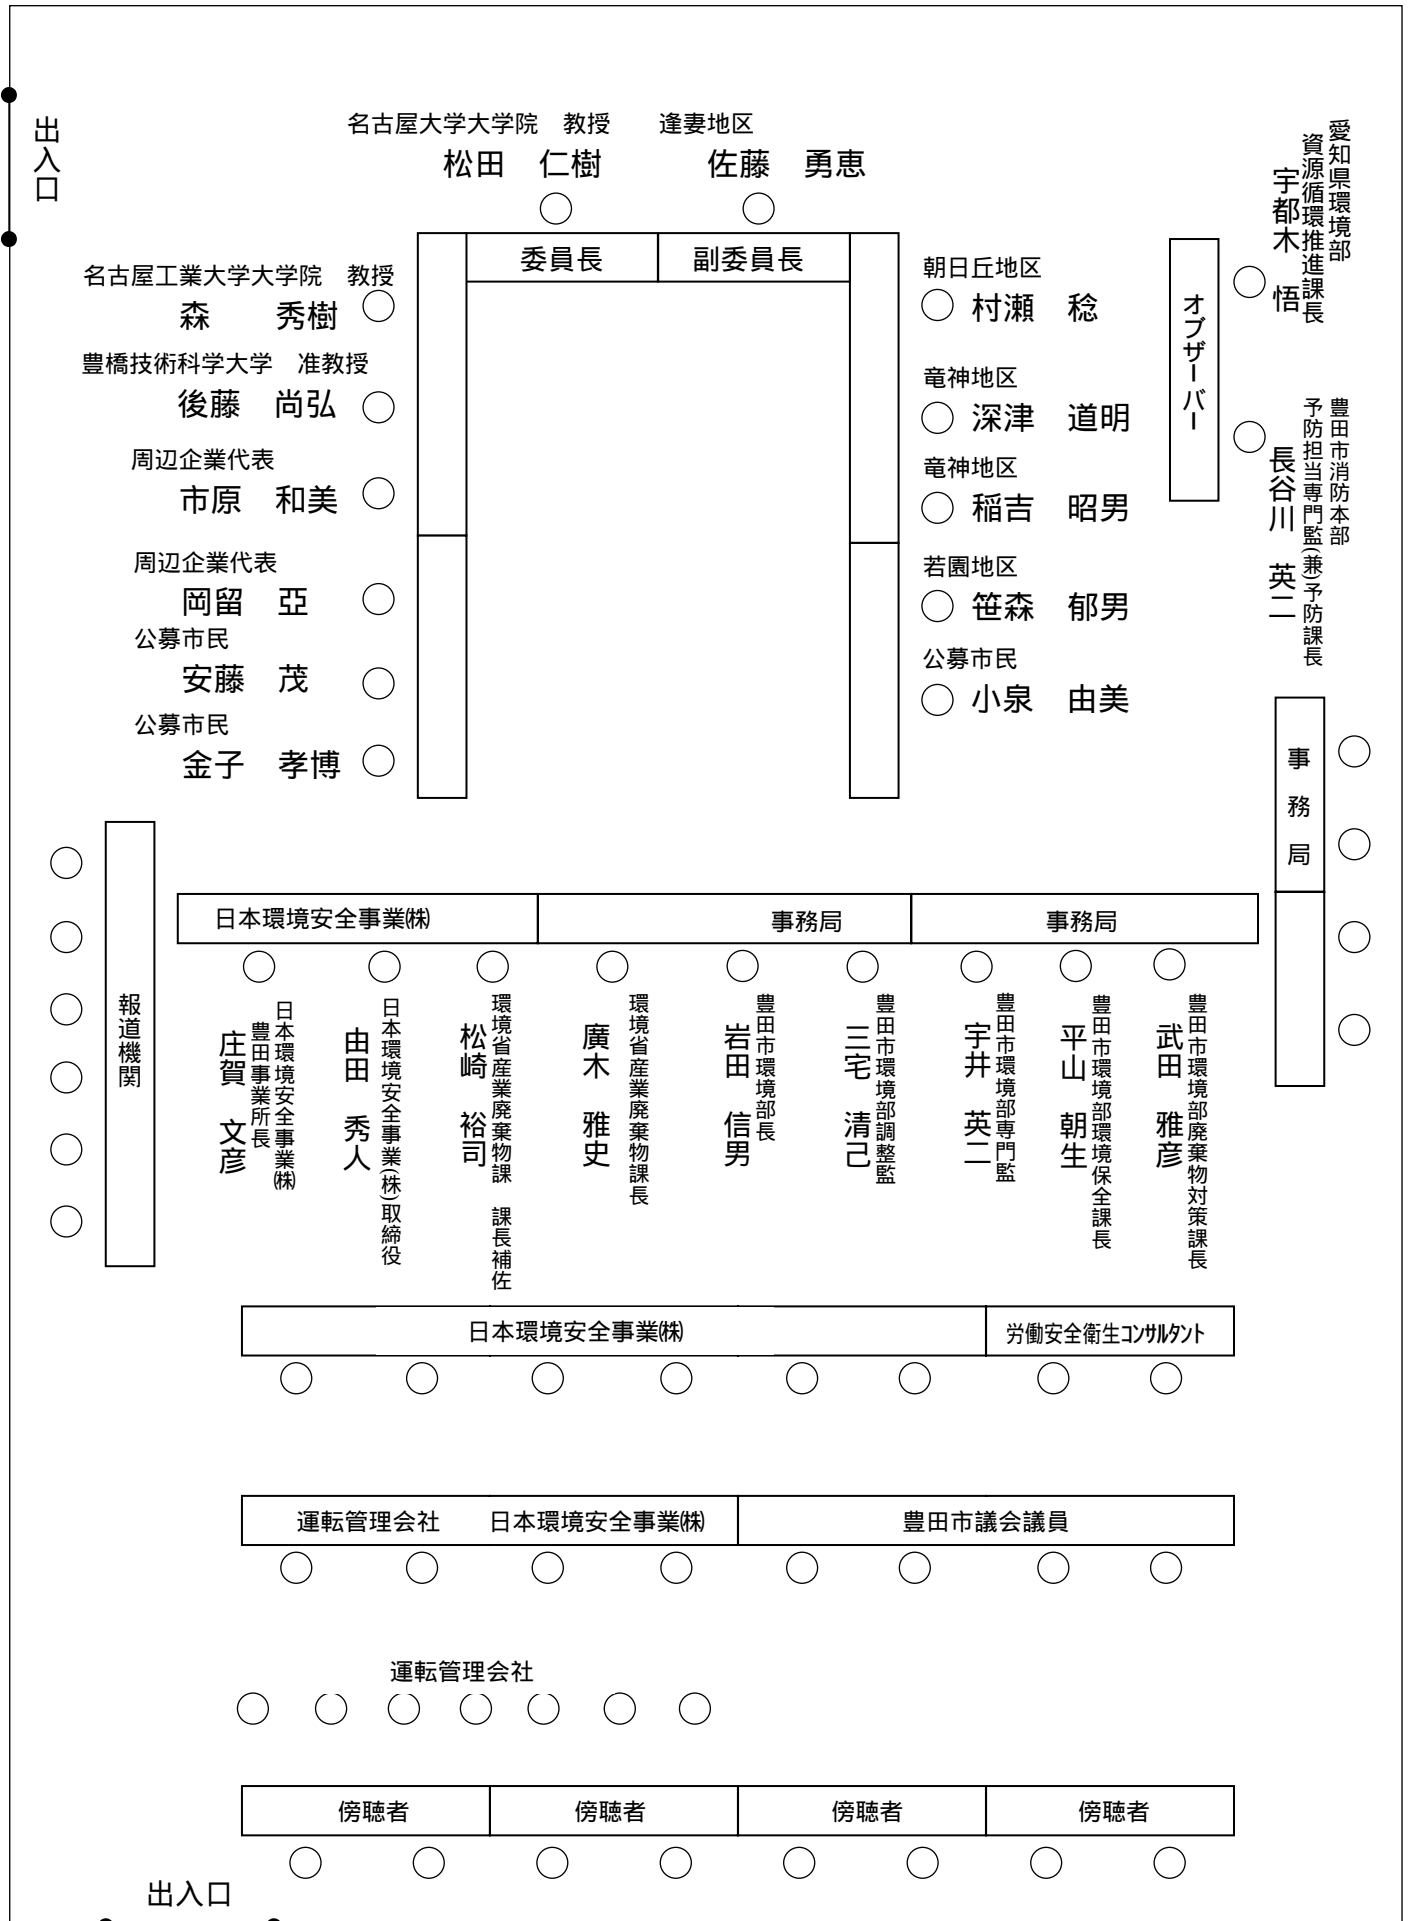 出入口
名古屋大学大学院　教授
松田　仁樹
逢妻地区
佐藤　勇恵
委員長
副委員長
名古屋工業大学大学院　教授
森　　秀樹
豊橋技術科学大学　准教授
後藤　尚弘
周辺企業代表
市原　和美
周辺企業代表
岡留　亞
公募市民
安藤　茂
公募市民
金子　孝博
朝日丘地区
村瀬　稔
竜神地区
深津　道明
竜神地区
稲吉　昭男
若園地区
笹森　郁男
公募市民
小泉　由美
オブザーバー
愛知県環境部
資源循環推進課長
宇都木　悟
豊田市消防本部
予防担当専門監(兼)予防課長
長谷川　英二
事務局
報道機関
日本環境安全事業㈱
事務局
事務局
日本環境安全事業㈱
豊田事業所長
庄賀　文彦
日本環境安全事業(株)取締役
由田　秀人
環境省産業廃棄物課　課長補佐
松崎　裕司
環境省産業廃棄物課長
廣木　雅史
豊田市環境部長
岩田　信男
豊田市環境部調整監
三宅　清己
豊田市環境部専門監
宇井　英二
豊田市環境部環境保全課長
平山　朝生
豊田市環境部廃棄物対策課長
武田　雅彦
日本環境安全事業㈱
労働安全衛生コンサルタント
運転管理会社
日本環境安全事業㈱
豊田市議会議員
運転管理会社
傍聴者
傍聴者
傍聴者
傍聴者
出入口